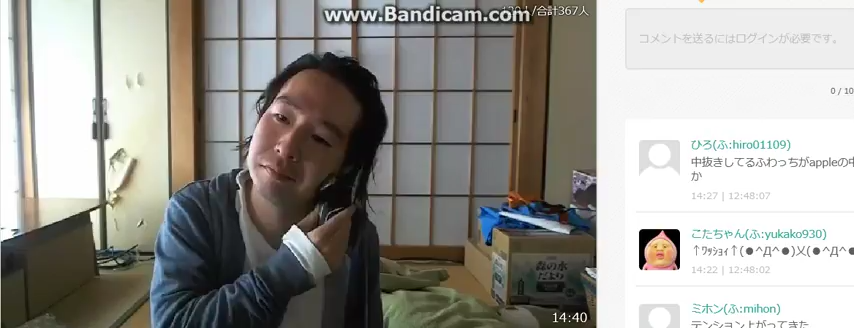 www.Bandicam.com
/合計367人
コメントを送るにはログインが必要です。
0 / 10
ひろ(ふ:hiro01109)
中抜きしてるふわっちがappleの中
か
14:27 | 12:48:07
こたちゃん(ふ:yukako930)
↑ﾜｯｼｮｨ↑(●^Д^●)乂(●^Д^●
14:22 | 12:48:02
ミホン(ふ:mihon)
テンション上がってきた
森の水
だより
14:40